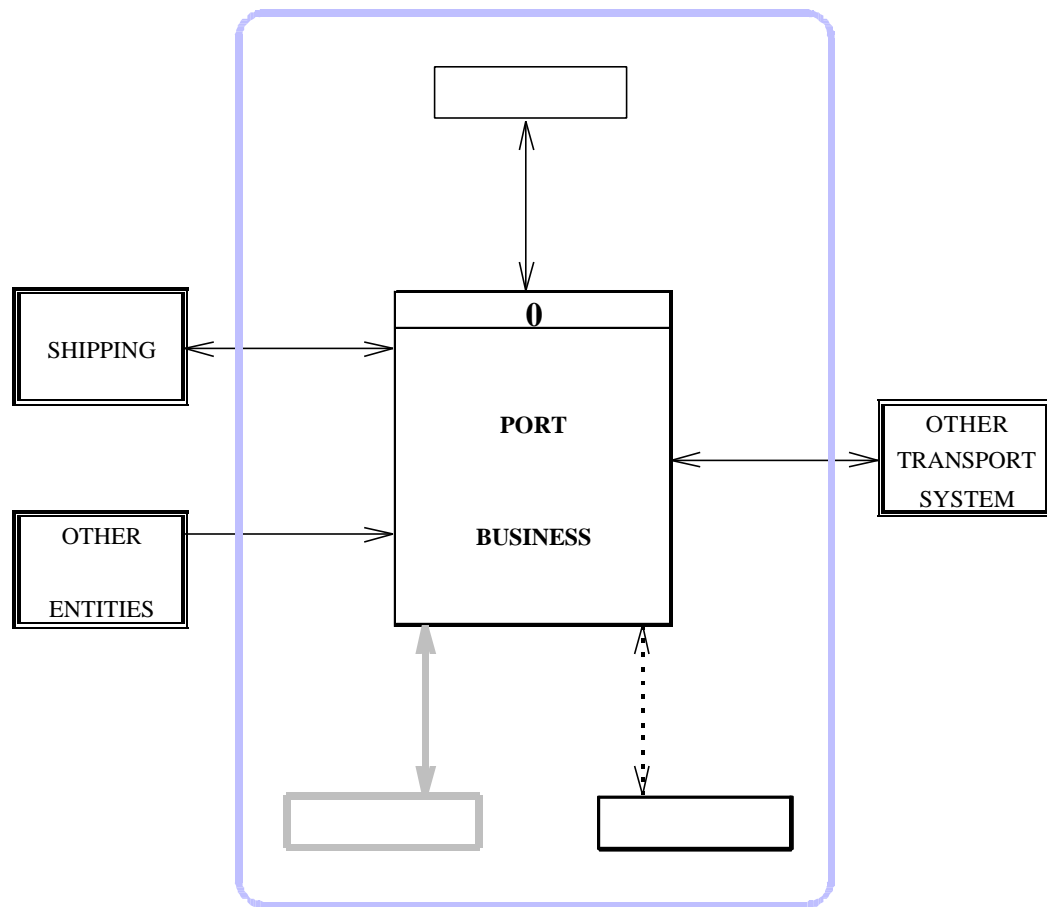 0
SHIPPING
PORT
BUSINESS
OTHER
TRANSPORT
SYSTEM
OTHER
ENTITIES